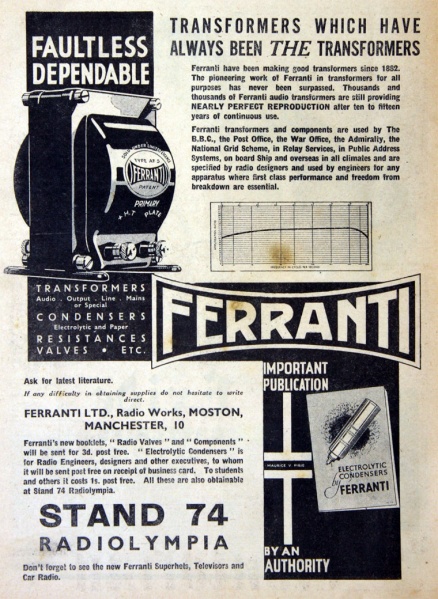 FAULTLESS
DEPENDABLE
TYPE AF 3
FERRANTI
PATENT
PRIMARY
+ H.T PLATE
TRANSFORMERS
Audio . Output . Line . Mains
or Special
CONDENSERS
Electrolytic and Paper
RESISTANCES
VALVES • ETC.
TRANSFORMERS WHICH HAVE
ALWAYS BEEN THE TRANSFORMERS
Ferranti have been making good transformers since 1882.
The pioneering work of Ferranti in transformers for all
purposes has never been surpassed. Thousands and
thousands of Ferranti audio transformers are still providing
NEARLY PERFECT REPRODUCTION after ten to fifteen
years of continuous use.
Ferranti transformers and components are used by The
B.B.C., the Post Office, the War Office, the Admiralty, the
National Grid Scheme, in Relay Services, in Public Address
Systems, on board Ship and overseas in all climates and are
specified by radio designers and used by engineers for any
apparatus where first class performance and freedom from
breakdown are essential.
FERRANTI
Ask for latest literature.
If any difficulty in obtaining supplies do not hesitate to write
direct.
FERRANTI LTD., Radio Works, MOSTON,
MANCHESTER, 10
Ferranti's new booklets, "Radio Valves" and "Components"
will be sent for 3d. post free. "Electrolytic Condensers" is
for Radio Engineers, designers and other executives, to whom
it will be sent post free on receipt of business card. To students
and others it costs 1s. post free. All these are also obtainable
at Stand 74 Radiolympia.
STAND 74
RADIOLYMPIA
Don't forget to see the new Ferranti Superhets, Televisors and
Car Radio.
IMPORTANT
PUBLICATION
ELECTROLYTIC
CONDENSERS
by FERRANTI
BY AN
AUTHORITY